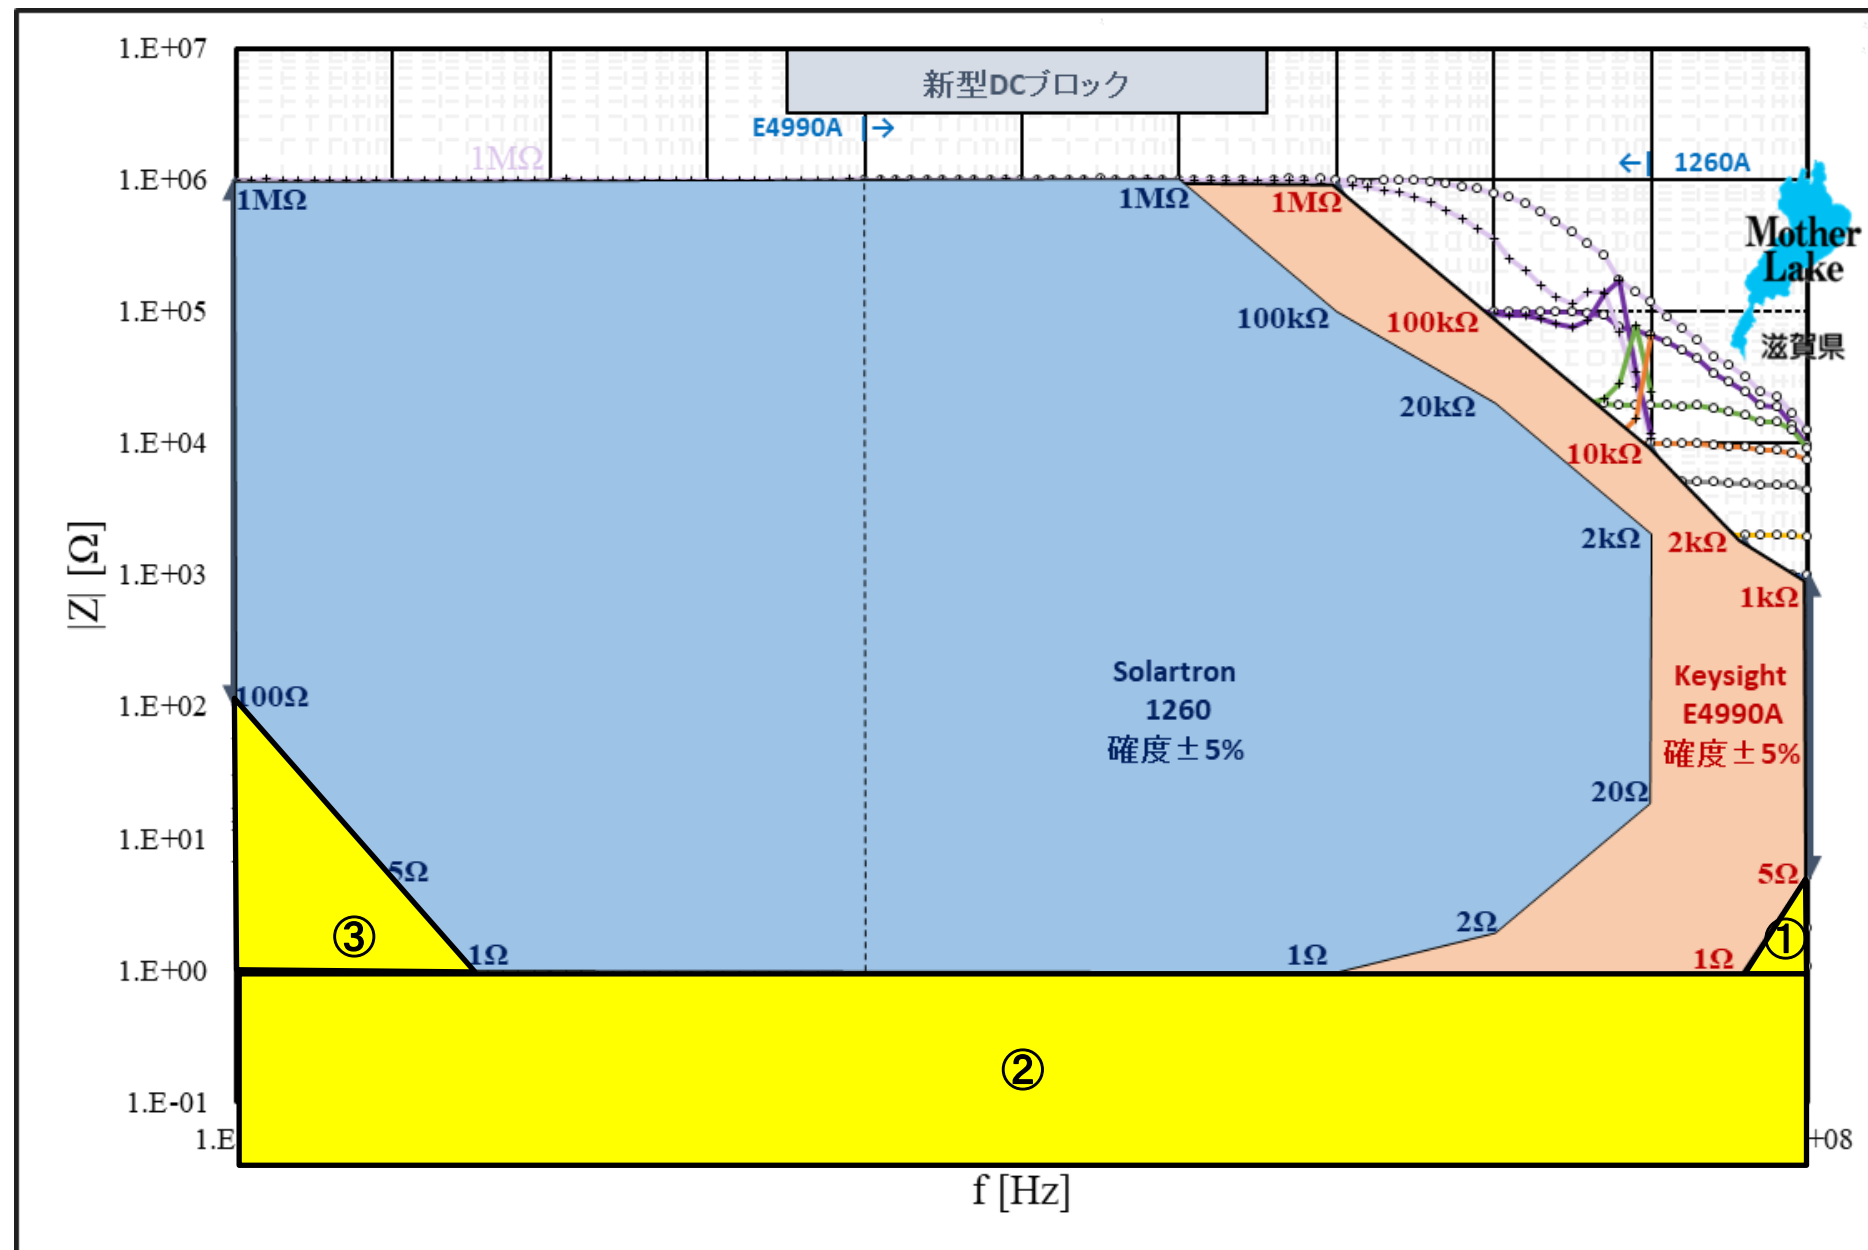 1.E+07
新型DCブロック
E4990A
→
1MΩ
← 1260A
1.E+06
1MΩ
1MΩ
1MΩ
Mother
Lake
滋賀県
1.E+05
100kΩ
100kΩ
20kΩ
1.E+04
10kΩ
2kΩ
2kΩ
|Z| [Ω]
1.E+03
1kΩ
Solartron
1260
確度±5%
Keysight
E4990A
確度±5%
100Ω
1.E+02
20Ω
1.E+01
5Ω
5Ω
2Ω
③
①
1Ω
1Ω
1Ω
1.E+00
②
1.E-01
1.E
+08
f [Hz]